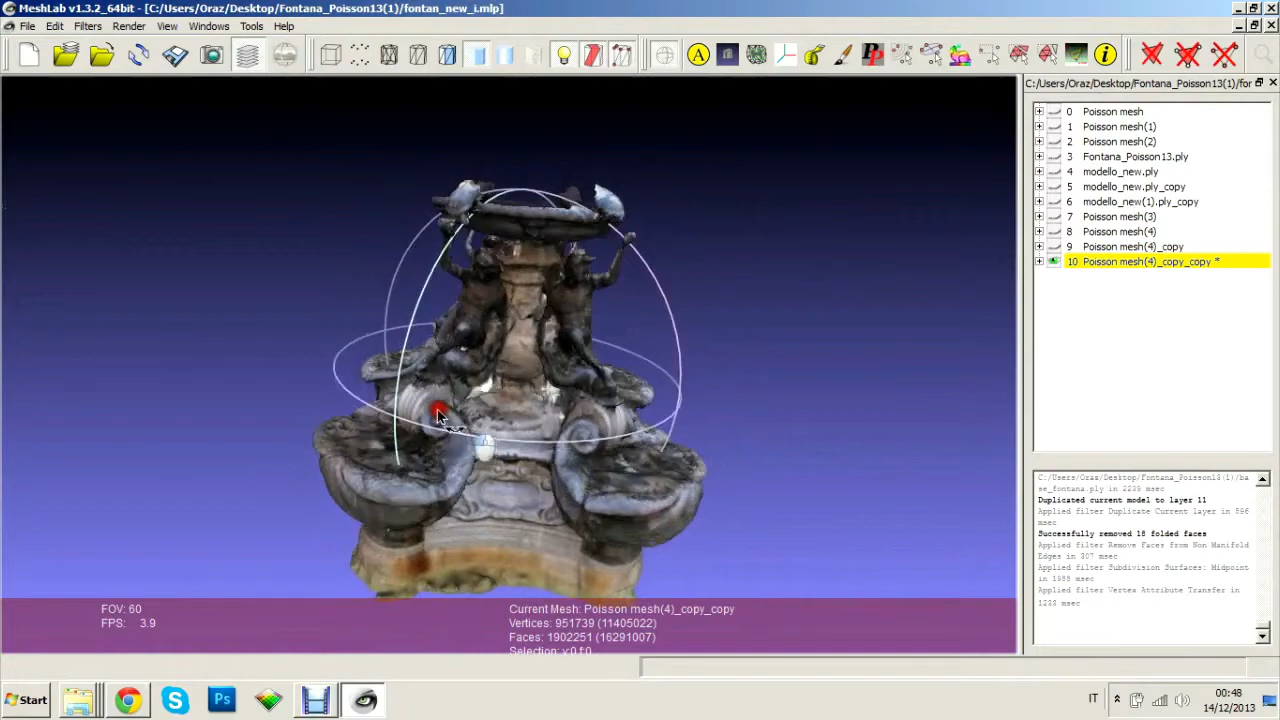 MeshLab v1.3.2_64bit - [C:/Users/Oraz/Desktop/Fontana_Poisson13(1)/fontan_new_i.mlp]
File Edit Filters Render View Windows Tools Help
A
i
C:/Users/Oraz/Desktop/Fontana_Poisson13(1)/for
0 Poisson mesh
1 Poisson mesh(1)
2 Poisson mesh(2)
3 Fontana_Poisson13.ply
4 modello_new.ply
5 modello_new.ply_copy
6 modello_new(1).ply_copy
7 Poisson mesh(3)
8 Poisson mesh(4)
9 Poisson mesh(4)_copy
10 Poisson mesh(4)_copy_copy *
C:/Users/Oraz/Desktop/Fontana_Poisson13(1)/ba
se_fontana.ply in 2239 msec
Duplicated current model to layer 11
Applied filter Duplicate Current layer in 596
msec
Successfully removed 18 folded faces
Applied filter Remove Faces from Non Manifold
Edges in 307 msec
Applied filter Subdivision Surfaces: Midpoint
in 1988 msec
Applied filter Vertex Attribute Transfer in
1233 msec
FOV: 60
FPS: 3.9
Current Mesh: Poisson mesh(4)_copy_copy
Vertices: 951739 (11405022)
Faces: 1902251 (16291007)
Selection: v:0 f:0
Start
Ps
IT
00:48
14/12/2013